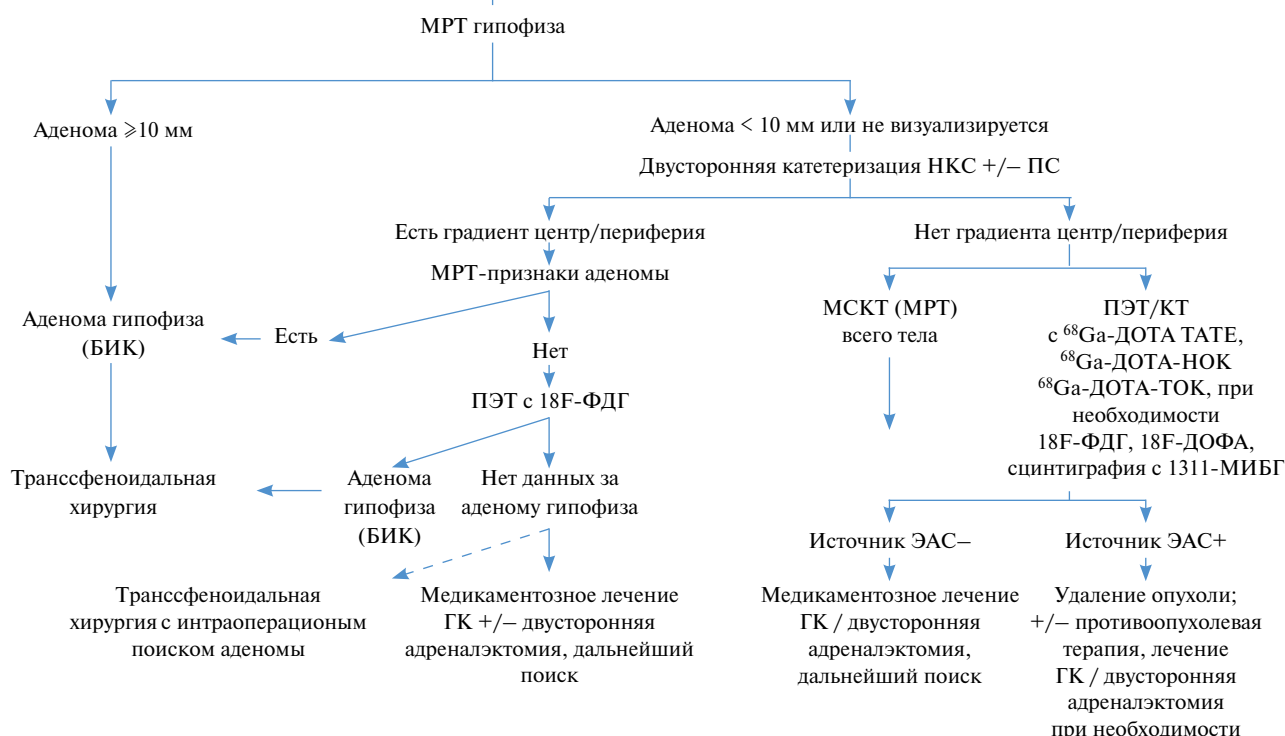 МРТ гипофиза
Аденома ⩾10 мм
Аденома < 10 мм или не визуализируется
Двусторонняя катетеризация НКС +/– ПС
Есть градиент центр/периферия
Нет градиента центр/периферия
МРТ-признаки аденомы
Аденома гипофиза
(БИК)
Есть
Нет
МСКТ (МРТ)
всего тела
ПЭТ/КТ
с ⁶⁸Ga-ДОТА ТАТЕ,
⁶⁸Ga-ДОТА-НОК
⁶⁸Ga-ДОТА-ТОК, при
необходимости
18F-ФДГ, 18F-ДОФА,
сцинтиграфия с 1311-МИБГ
ПЭТ с 18F-ФДГ
Транссфеноидальная
хирургия
Аденома
гипофиза
(БИК)
Нет данных за
аденому гипофиза
Источник ЭАС–
Источник ЭАС+
Транссфеноидальная
хирургия с интраоперационым
поиском аденомы
Медикаментозное лечение
ГК +/– двусторонняя
адреналэктомия, дальнейший
поиск
Медикаментозное лечение
ГК / двусторонняя
адреналэктомия,
дальнейший поиск
Удаление опухоли;
+/– противоопухолевая
терапия, лечение
ГК / двусторонняя
адреналэктомия
при необходимости